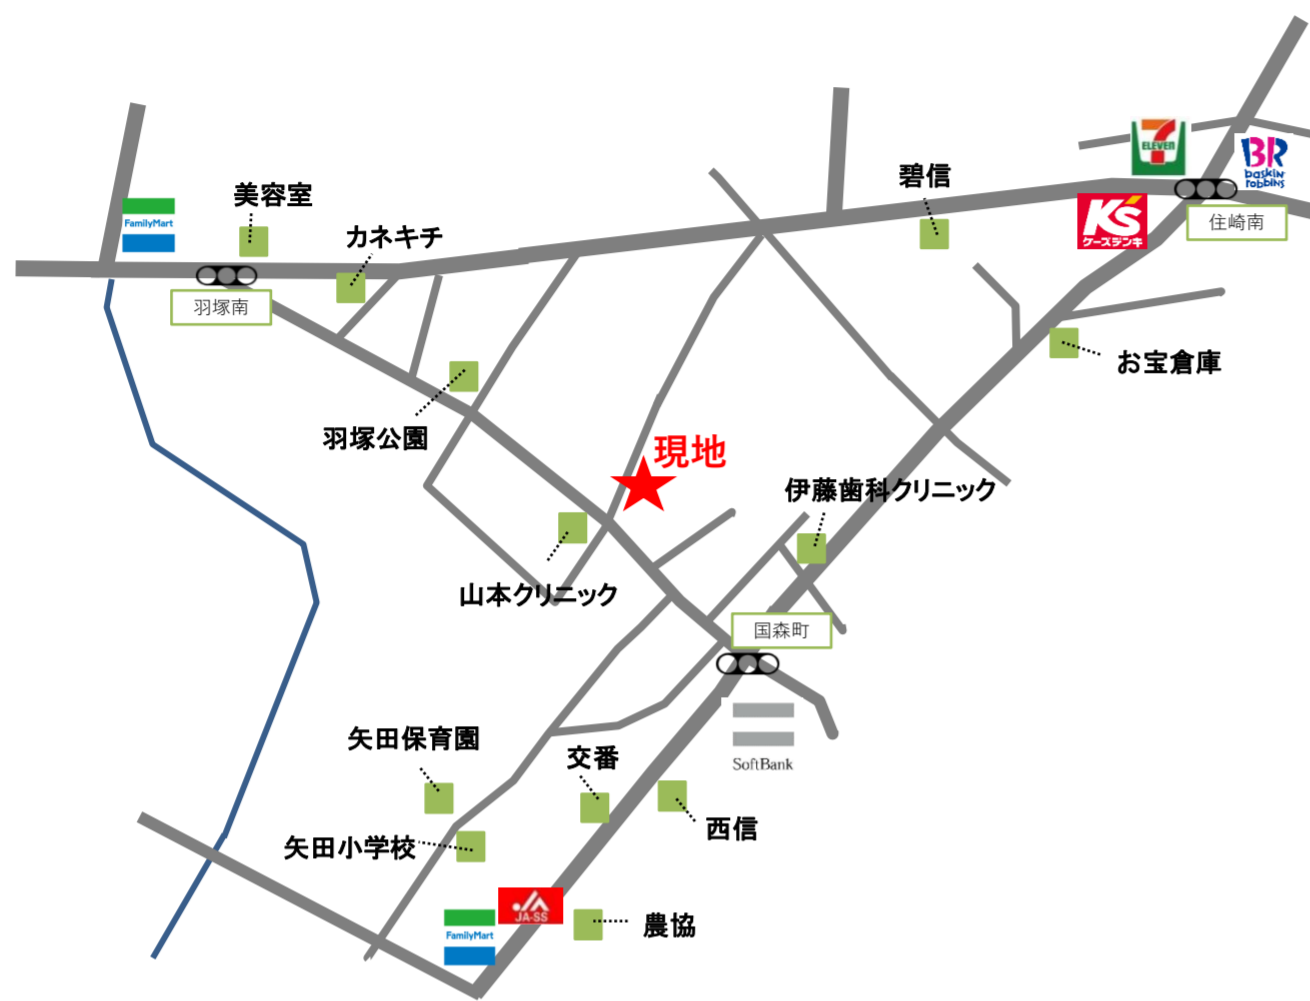 7
ELEVEN
BR
baskin
robbins
碧信
美容室
FamilyMart
カネキチ
K's
ケーズデンキ
住崎南
羽塚南
お宝倉庫
羽塚公園
現地
伊藤歯科クリニック
山本クリニック
国森町
矢田保育園
交番
SoftBank
西信
矢田小学校
JA-SS
FamilyMart
農協